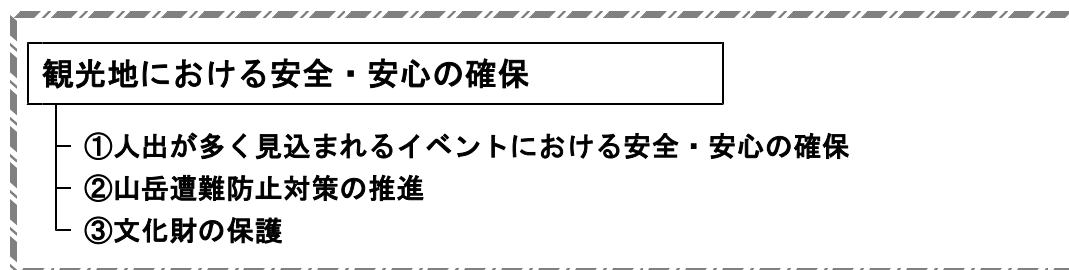 観光地における安全・安心の確保
①人出が多く見込まれるイベントにおける安全・安心の確保
②山岳遭難防止対策の推進
③文化財の保護